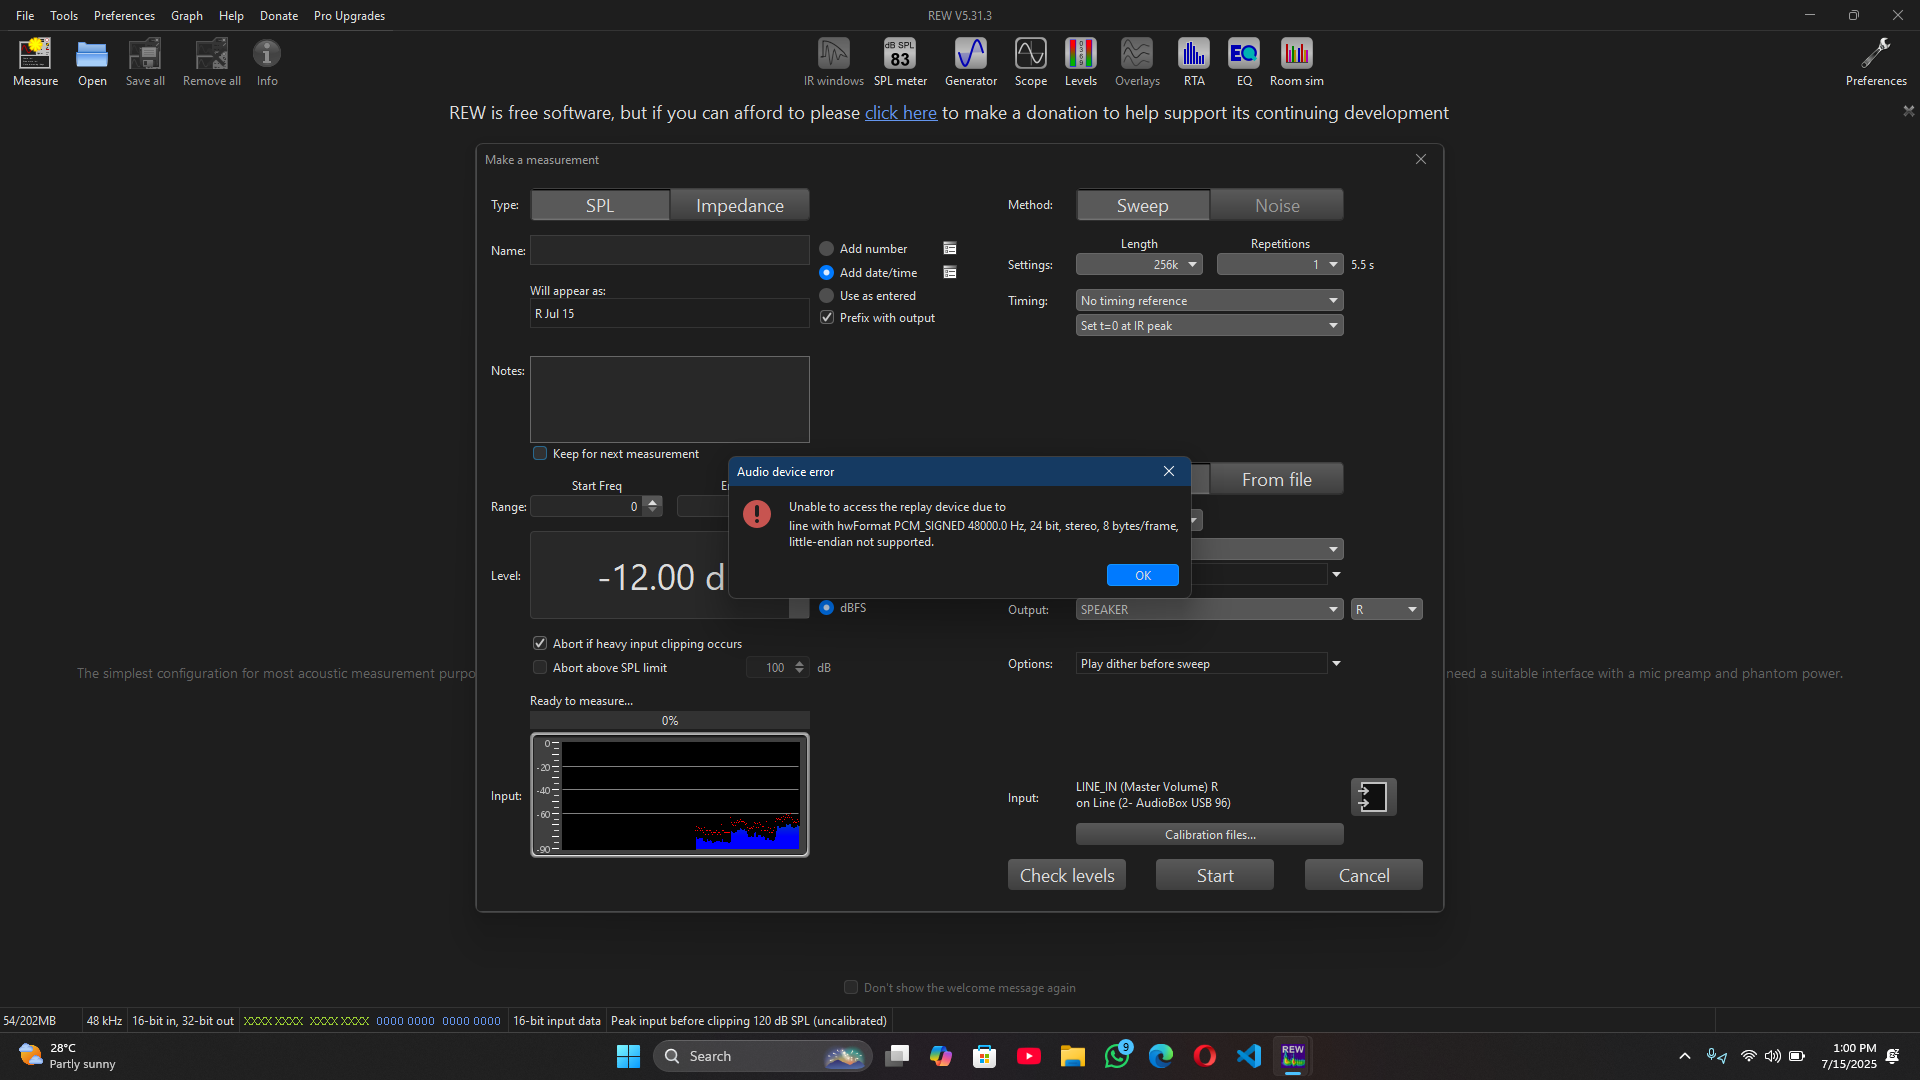 File Tools Preferences Graph Help Donate Pro Upgrades
REW V5.31.3
Measure Open Save all Remove all Info
dB SPL
83
IR windows SPL meter Generator Scope Levels Overlays RTA EQ Room sim
Preferences
REW is free software, but if you can afford to please click here to make a donation to help support its continuing development
Make a measurement
Type: SPL Impedance
Method: Sweep Noise
Name:
Add number
Add date/time
Use as entered
Prefix with output
Will appear as:
R Jul 15
Length Repetitions
Settings: 256k 1 5.5 s
Timing: No timing reference
Set t=0 at IR peak
Notes:
Keep for next measurement
Start Freq
Range: 0
From file
Audio device error
Unable to access the replay device due to
line with hwFormat PCM_SIGNED 48000.0 Hz, 24 bit, stereo, 8 bytes/frame,
little-endian not supported.
OK
Level: -12.00 d
dBFS
Output: SPEAKER R
Abort if heavy input clipping occurs
Abort above SPL limit 100 dB
Options: Play dither before sweep
The simplest configuration for most acoustic measurement purpo
need a suitable interface with a mic preamp and phantom power.
Ready to measure...
0%
0
-20
-40
-60
-90
Input:
Input: LINE_IN (Master Volume) R
on Line (2- AudioBox USB 96)
Calibration files...
Check levels Start Cancel
Don't show the welcome message again
54/202MB 48 kHz 16-bit in, 32-bit out XXXX XXXX XXXX XXXX 0000 0000 0000 0000 16-bit input data Peak input before clipping 120 dB SPL (uncalibrated)
28°C
Partly sunny
Search
9
REW
1:00 PM
7/15/2025